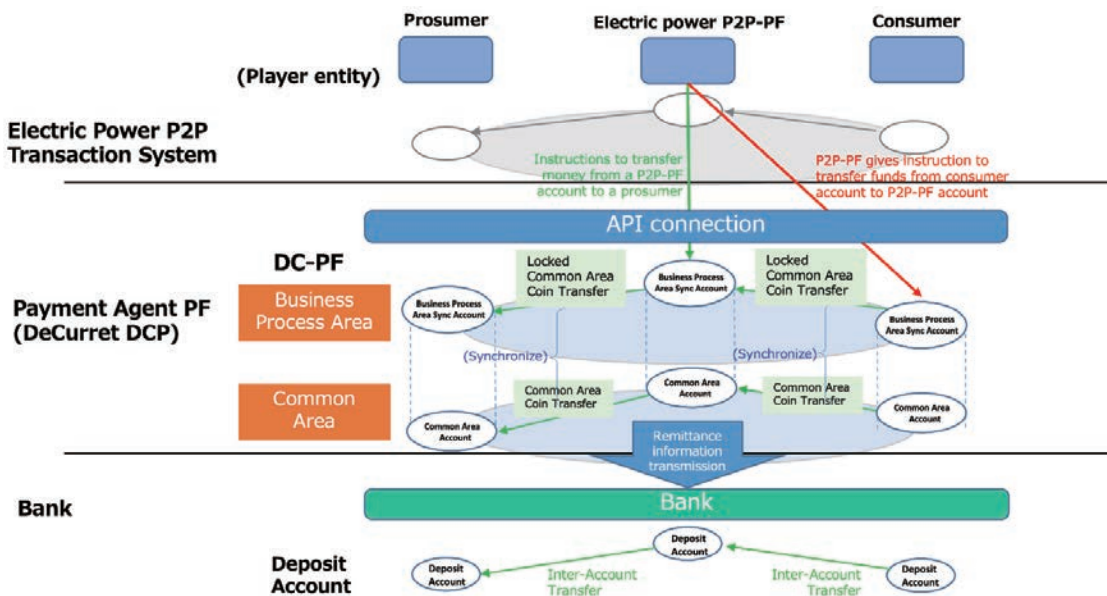 Prosumer
Electric power P2P-PF
Consumer
(Player entity)
Electric Power P2P
Transaction System
Instructions to transfer
money from a P2P-PF
account to a prosumer
P2P-PF gives instruction to
transfer funds from consumer
account to P2P-PF account
API connection
DC-PF
Payment Agent PF
(DeCurret DCP)
Business
Process Area
Locked
Common Area
Coin Transfer
Locked
Common Area
Coin Transfer
Business Process
Area Sync Account
Business Process
Area Sync Account
Business Process
Area Sync Account
(Synchronize)
(Synchronize)
Common
Area
Common Area
Coin Transfer
Common Area
Account
Common Area
Coin Transfer
Common Area
Account
Common Area
Account
Remittance
information
transmission
Bank
Bank
Deposit
Account
Deposit
Account
Inter-Account
Transfer
Deposit
Account
Inter-Account
Transfer
Deposit
Account